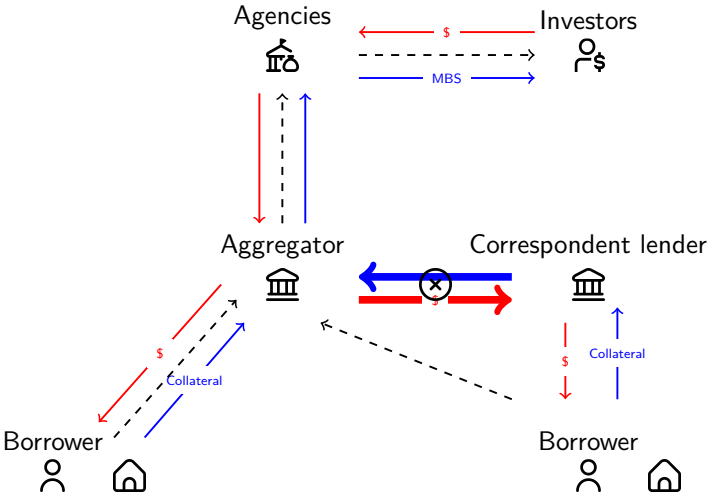 Agencies
Investors
$
MBS
Aggregator
Correspondent lender
$
$
Collateral
$
Collateral
Borrower
Borrower